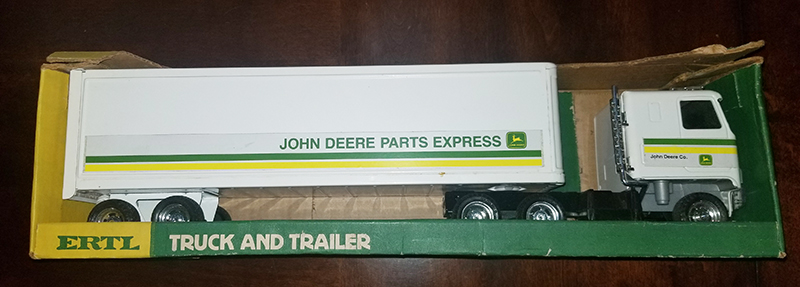 JOHN DEERE PARTS EXPRESS
John Deere Co.
ERTL TRUCK AND TRAILER